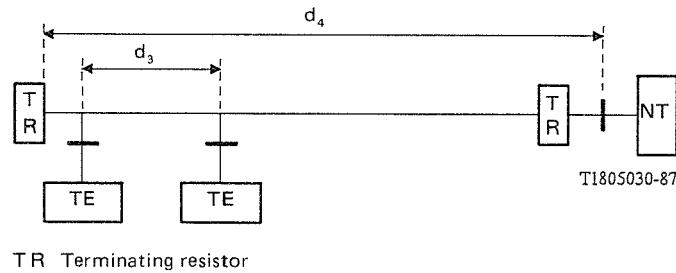 d4
d3
T
R
T
R
NT
TE
TE
T1805030-87
TR Terminating resistor